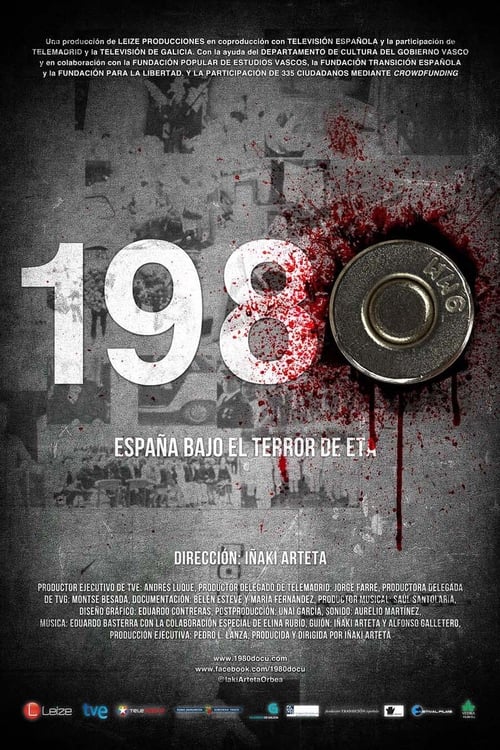 Una producción de LEIZE PRODUCCIONES en coproducción con TELEVISIÓN ESPAÑOLA y la participación de
TELEMADRID y la TELEVISIÓN DE GALICIA. Con la ayuda del DEPARTAMENTO DE CULTURA DEL GOBIERNO VASCO
y en colaboración con la FUNDACIÓN POPULAR DE ESTUDIOS VASCOS, la FUNDACIÓN TRANSICIÓN ESPAÑOLA
y la FUNDACIÓN PARA LA LIBERTAD. Y LA PARTICIPACIÓN DE 335 CIUDADANOS MEDIANTE CROWDFUNDING
198
9MM
ESPAÑA BAJO EL TERROR DE ETA
DIRECCIÓN: IÑAKI ARTETA
PRODUCTOR EJECUTIVO DE TVE: ANDRÉS LUQUE, PRODUCTOR DELEGADO DE TELEMADRID: JORGE FARRÉ, PRODUCTORA DELEGADA
DE TVG: MONTSE BESADA, DOCUMENTACIÓN: BELÉN ESTEVE Y MARÍA FERNÁNDEZ, PRODUCTOR MUSICAL: SAÚL SANTOLARIA,
DISEÑO GRÁFICO: EDUARDO CONTRERAS, POSTPRODUCCIÓN: UNAI GARCÍA, SONIDO: AURELIO MARTÍNEZ,
MÚSICA: EDUARDO BASTERRA CON LA COLABORACIÓN ESPECIAL DE ELINA RUBIO, GUIÓN: IÑAKI ARTETA Y ALFONSO GALLETERO,
PRODUCCIÓN EJECUTIVA: PEDRO L. LANZA, PRODUCIDA Y DIRIGIDA POR IÑAKI ARTETA
www.1980docu.com
www.facebook.com/1980docu
@IakiArtetaOrbea
Leize
tve
FESTIVAL FILMS